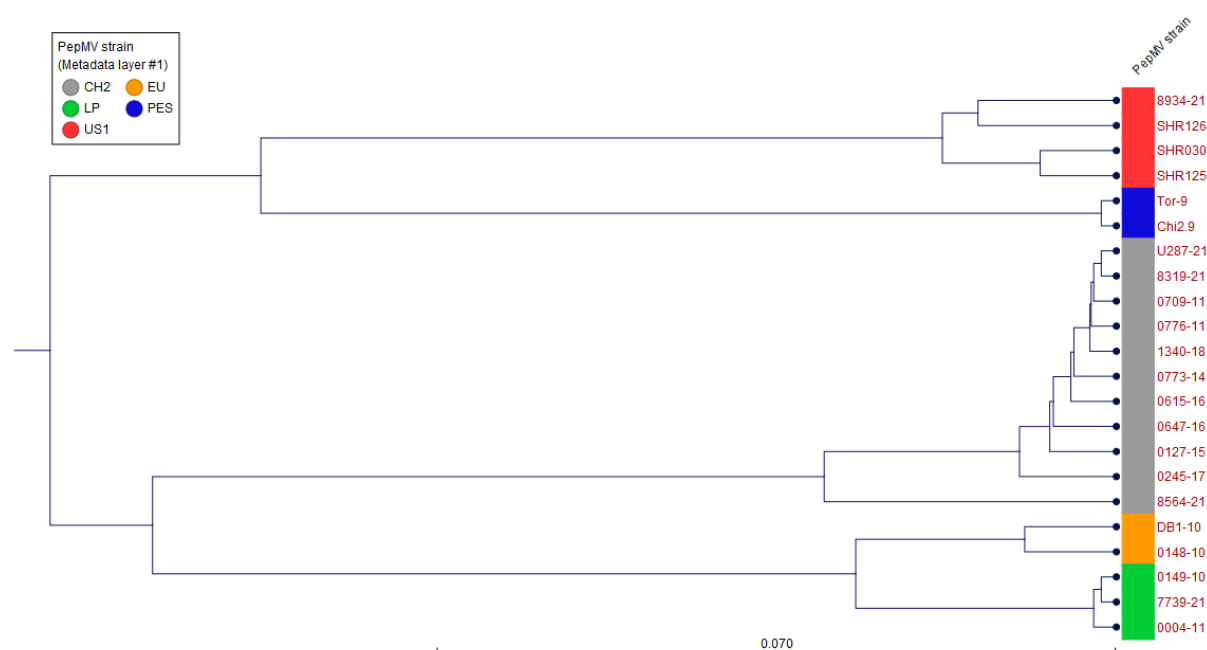 PepMV strain
(Metadata layer #1)
CH2 EU
LP PES
US1
PepMV strain
8934-21
SHR126
SHR030
SHR125
Tor-9
Chi2.9
U287-21
8319-21
0709-11
0776-11
1340-18
0773-14
0615-16
0647-16
0127-15
0245-17
8564-21
DB1-10
0148-10
0149-10
7739-21
0004-11
0.070